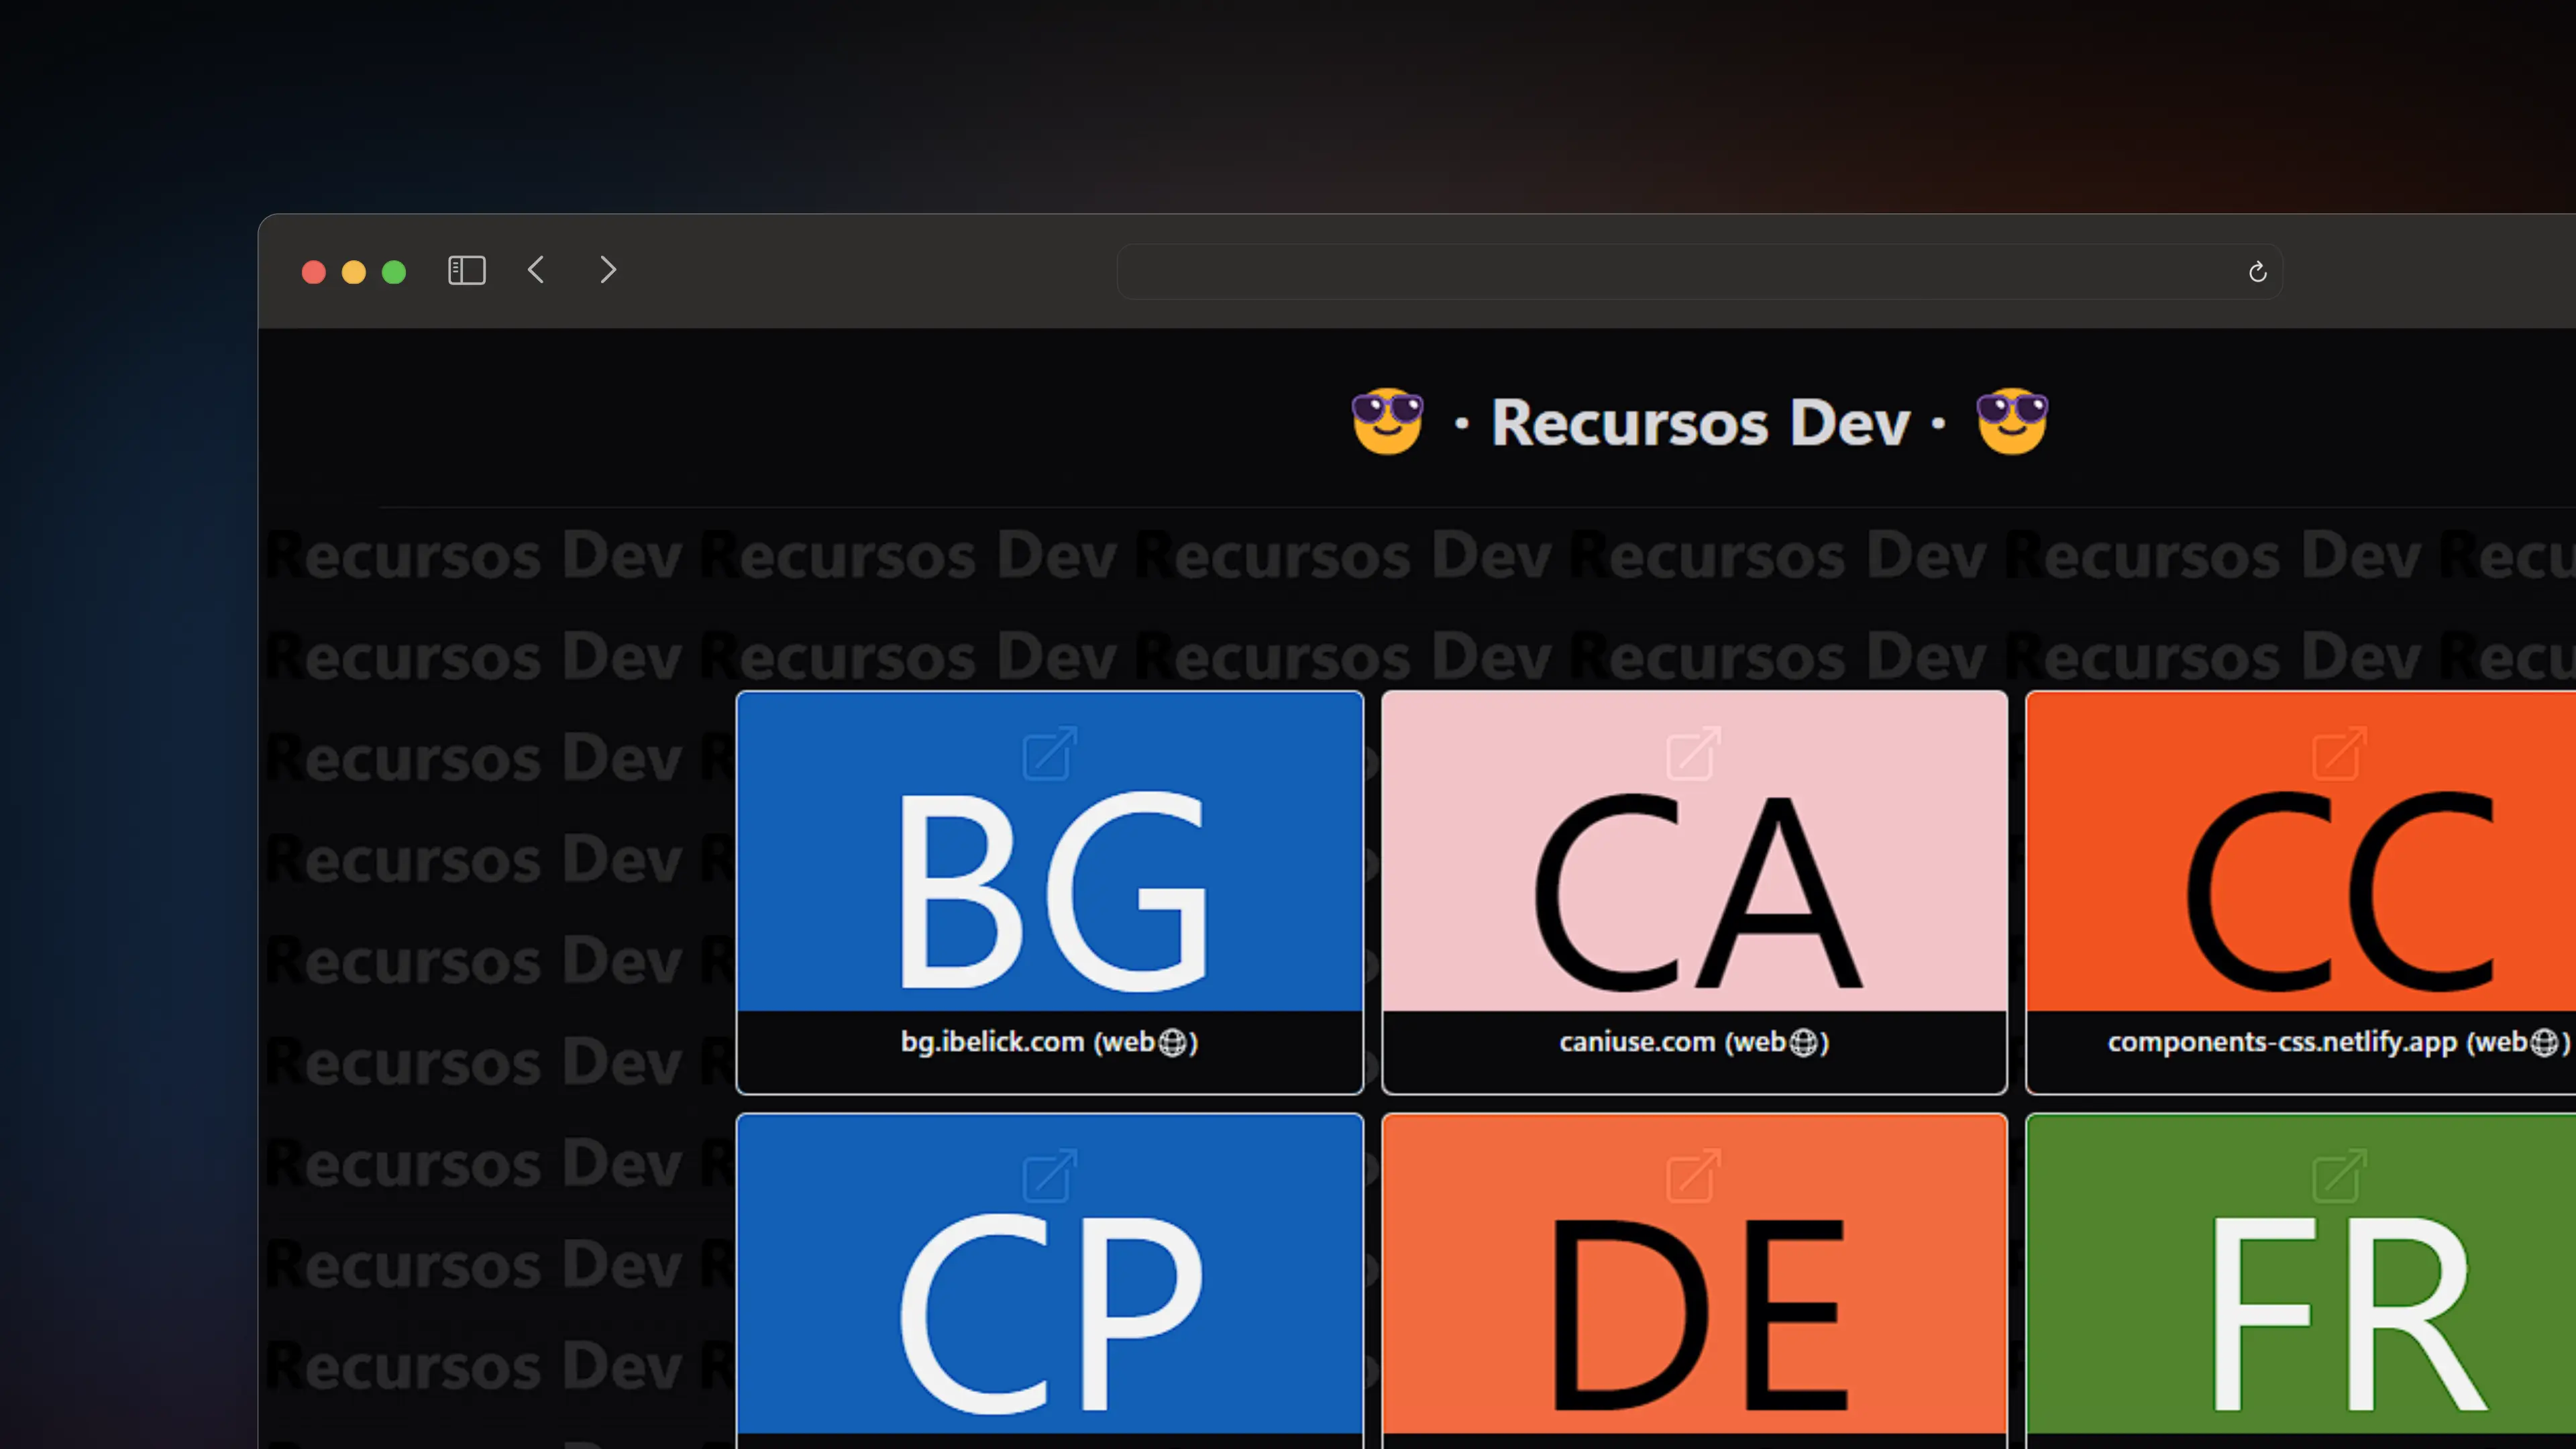 😎 · Recursos Dev · 😎
Recursos Dev Recursos Dev Recursos Dev Recursos Dev Recursos Dev Recu
Recursos Dev Recursos Dev Recursos Dev Recursos Dev Recursos Dev Recu
Recursos Dev R
BG
CA
CC
Recursos Dev R
Recursos Dev R
Recursos Dev R
bg.ibelick.com (web🌐)
caniuse.com (web🌐)
components-css.netlify.app (web🌐)
Recursos Dev R
Recursos Dev R
CP
DE
FR
Recursos Dev R